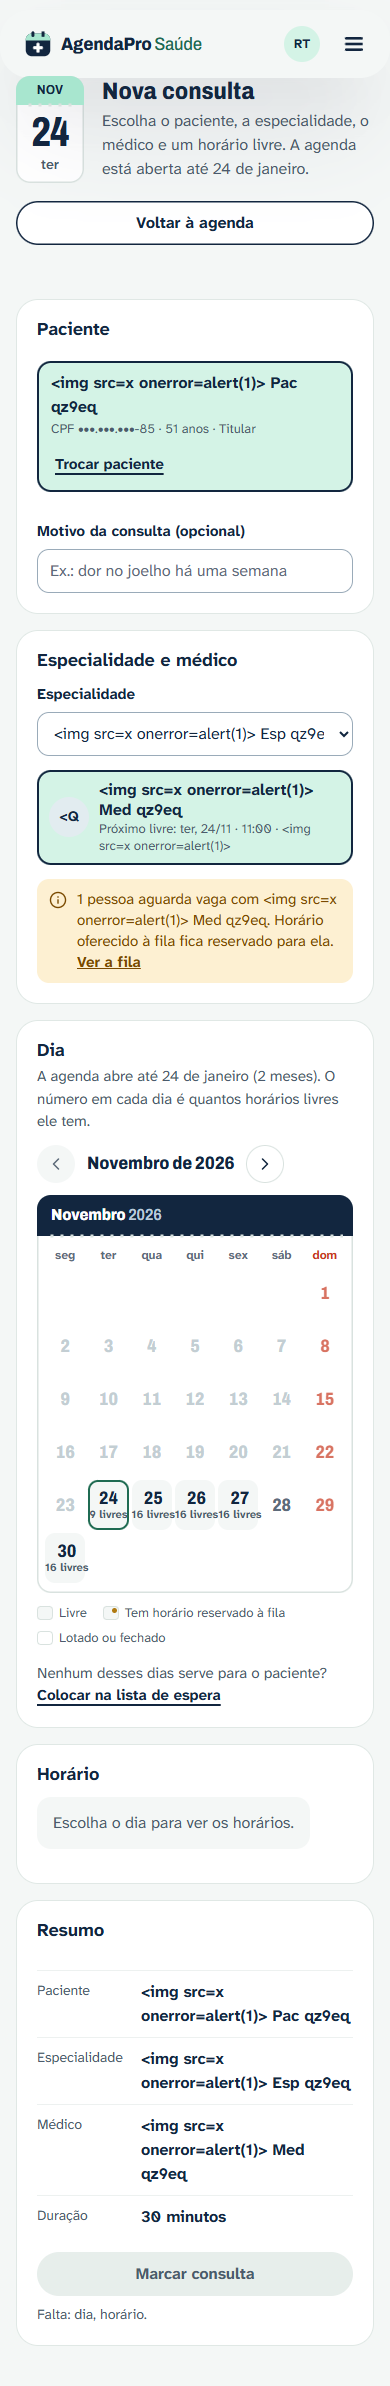 AgendaPro Saúde
RT
NOV
24
ter
Nova consulta
Escolha o paciente, a especialidade, o
médico e um horário livre. A agenda
está aberta até 24 de janeiro.
Voltar à agenda
Paciente
<img src=x onerror=alert(1)> Pac
qz9eq
CPF •••.•••.•••-85 · 51 anos · Titular
Trocar paciente
Motivo da consulta (opcional)
Ex.: dor no joelho há uma semana
Especialidade e médico
Especialidade
<img src=x onerror=alert(1)> Esp qz9e
<Q
<img src=x onerror=alert(1)>
Med qz9eq
Próximo livre: ter, 24/11 · 11:00 · <img
src=x onerror=alert(1)>
1 pessoa aguarda vaga com <img src=x
onerror=alert(1)> Med qz9eq. Horário
oferecido à fila fica reservado para ela.
Ver a fila
Dia
A agenda abre até 24 de janeiro (2 meses). O
número em cada dia é quantos horários livres
ele tem.
Novembro de 2026
Novembro 2026
seg ter qua qui sex sáb dom
1
2 3 4 5 6 7 8
9 10 11 12 13 14 15
16 17 18 19 20 21 22
23 24 25 26 27 28 29
9 livres 16 livres 16 livres 16 livres
30
16 livres
Livre Tem horário reservado à fila
Lotado ou fechado
Nenhum desses dias serve para o paciente?
Colocar na lista de espera
Horário
Escolha o dia para ver os horários.
Resumo
Paciente <img src=x
onerror=alert(1)> Pac qz9eq
Especialidade <img src=x
onerror=alert(1)> Esp qz9eq
Médico <img src=x
onerror=alert(1)> Med
qz9eq
Duração 30 minutos
Marcar consulta
Falta: dia, horário.